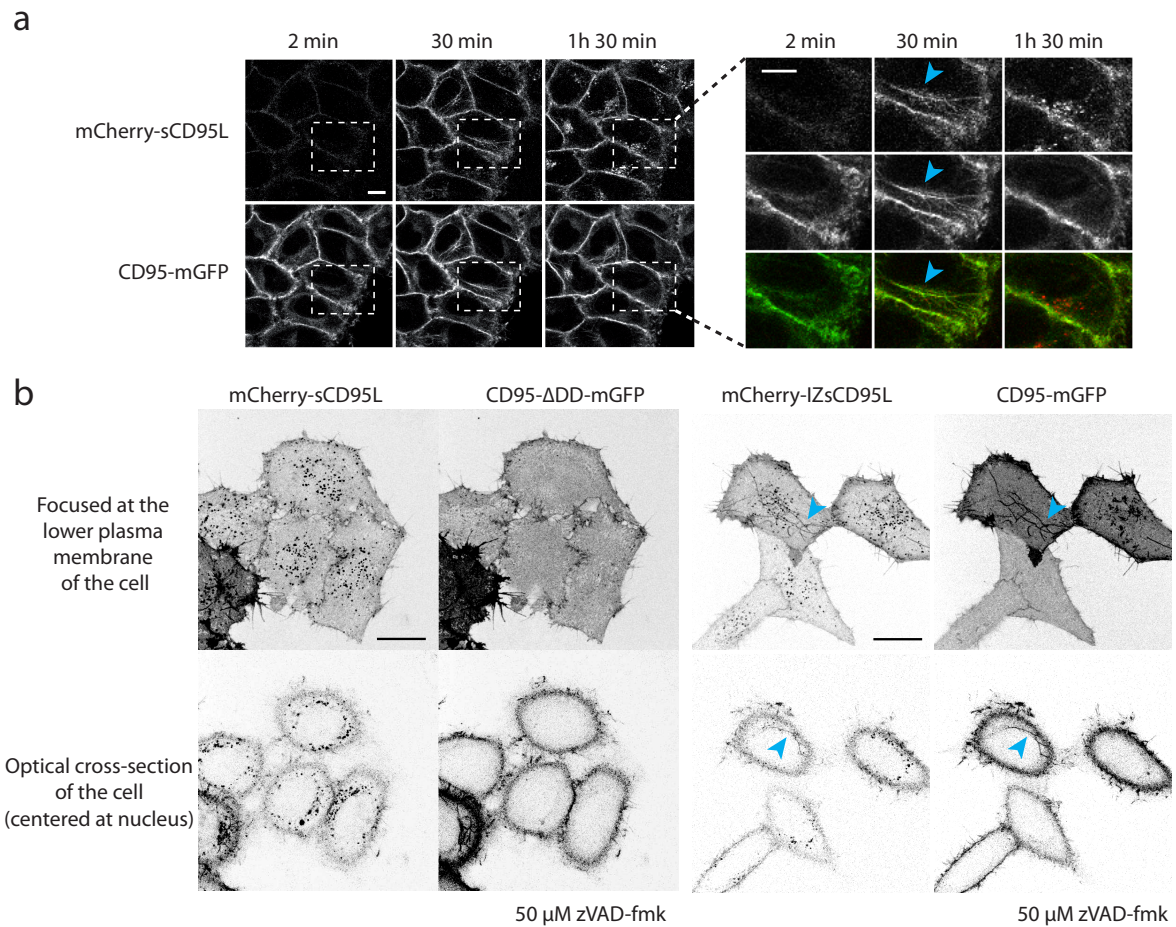 a
2 min 30 min 1h 30 min 2 min 30 min 1h 30 min
mCherry-sCD95L
CD95-mGFP
b
mCherry-sCD95L CD95-ΔDD-mGFP mCherry-IZsCD95L CD95-mGFP
Focused at the
lower plasma
membrane
of the cell
Optical cross-section
of the cell
(centered at nucleus)
50 μM zVAD-fmk 50 μM zVAD-fmk